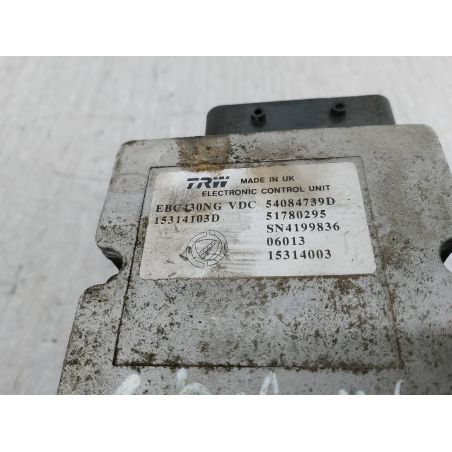 TRW MADE IN UK
ELECTRONIC CONTROL UNIT
EBC430NG VDC 54084739D
15314103D 51780295
SN4199836
06013
15314003